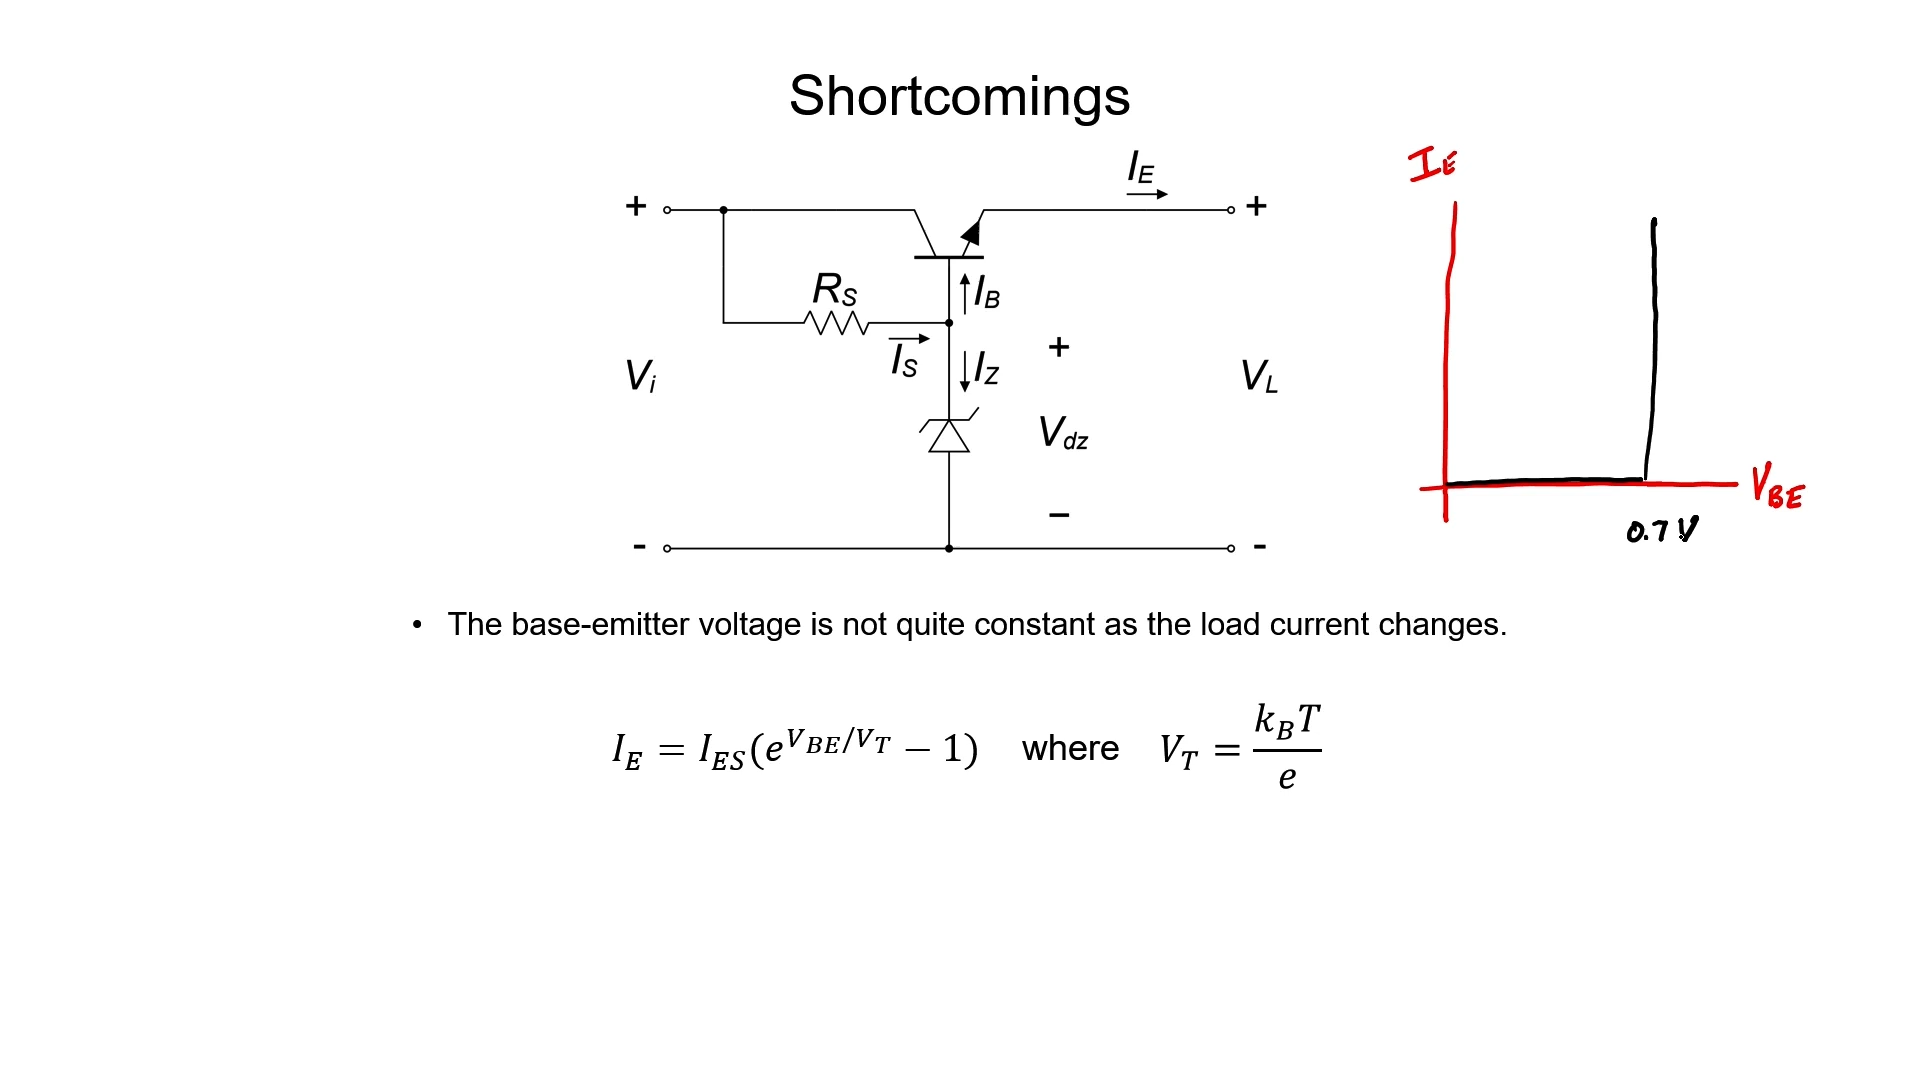 Shortcomings
I_E
I_E
+ +
R_S
I_B
I_S
I_Z
+
V_i
V_L
V_dz
V_BE
−
0.7 V
- -
• The base-emitter voltage is not quite constant as the load current changes.
I_E = I_ES(e^{V_BE/V_T} − 1) where V_T = k_BT/e